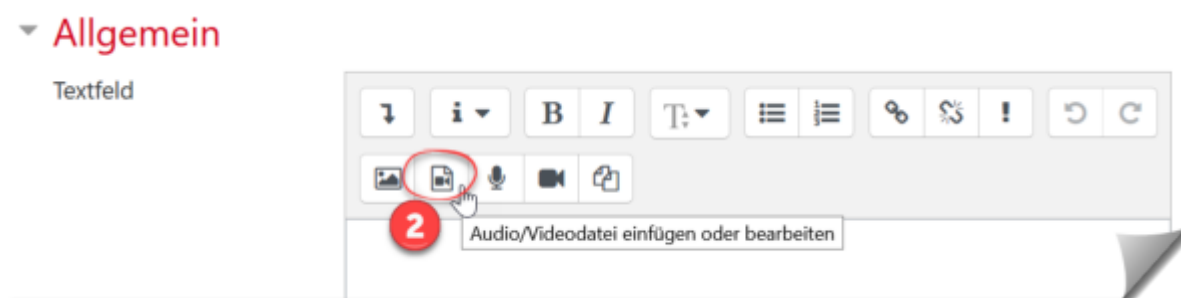 Allgemein
Textfeld
B I
2
Audio/Videodatei einfügen oder bearbeiten